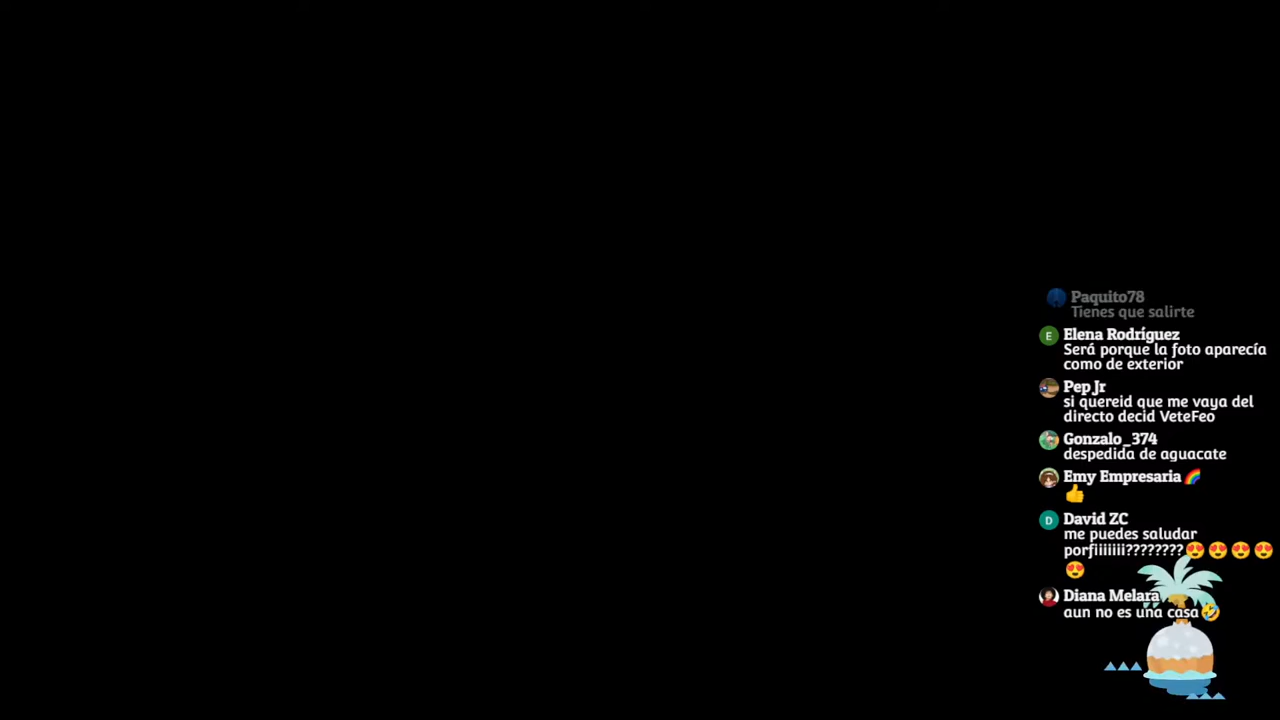 Paquito78
Tienes que salirte
Elena Rodríguez
Será porque la foto aparecía
como de exterior
Pep Jr
si quereid que me vaya del
directo decid VeteFeo
Gonzalo_374
despedida de aguacate
E
Emy Empresaria 🌈
👍
D
David ZC
me puedes saludar
porfiiiiiii????????😍😍😍😍
😍
Diana Melara
aun no es una casa🤣